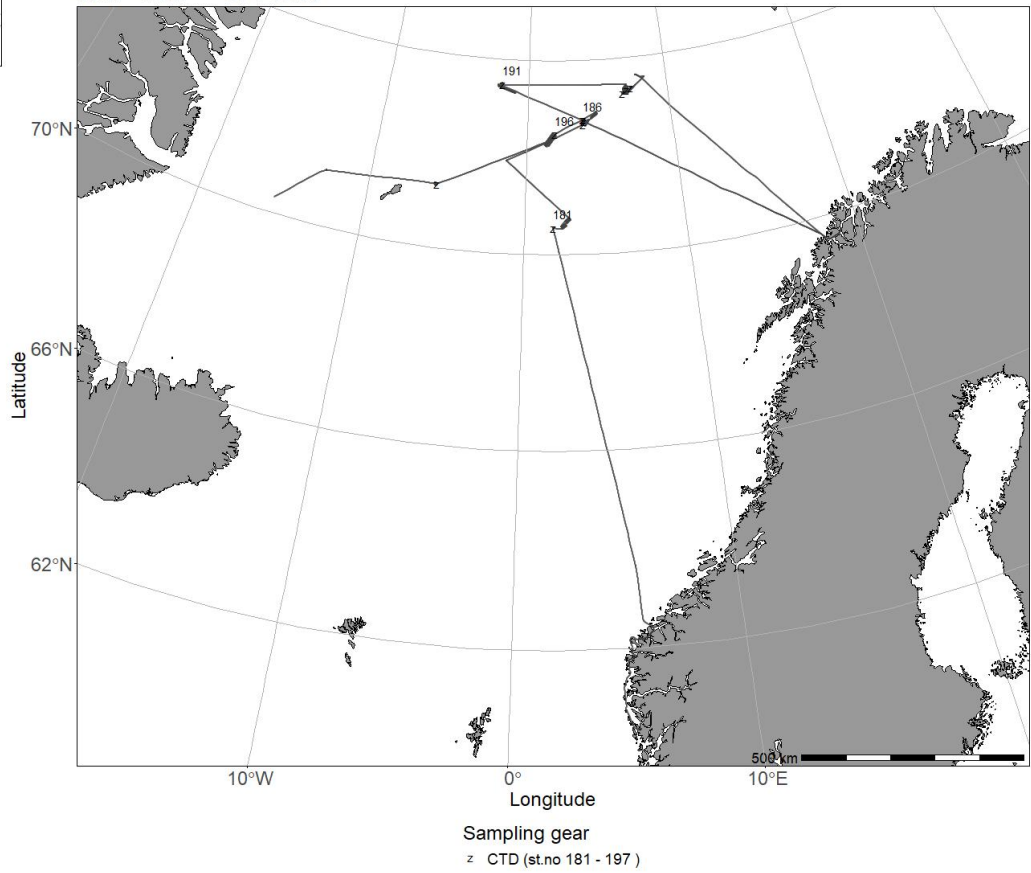 191
186
196
70°N
181
z
z
z
z
66°N
Latitude
62°N
500 km
10°W
0°
10°E
Longitude
Sampling gear
z CTD (st.no 181 - 197 )